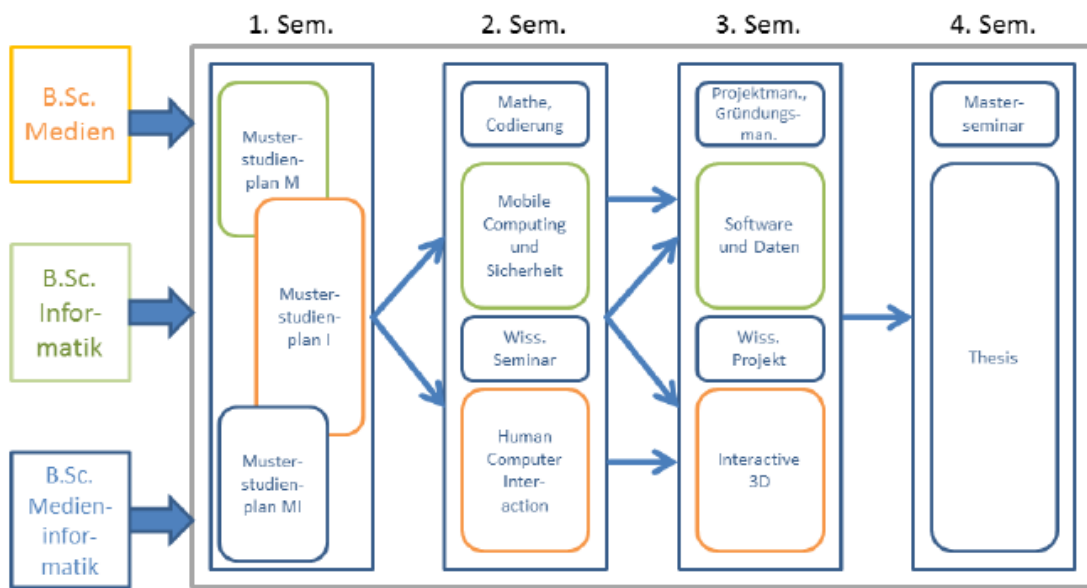 1. Sem.
2. Sem.
3. Sem.
4. Sem.
B.Sc.
Medien
B.Sc.
Infor-
matik
B.Sc.
Medien-
infor-
matik
Muster-
studien-
plan M
Muster-
studien-
plan I
Muster-
studien-
plan MI
Mathe,
Codierung
Mobile
Computing
und
Sicherheit
Wiss.
Seminar
Human
Computer
Inter-
action
Projektman.,
Gründungs-
man.
Software
und Daten
Wiss.
Projekt
Interactive
3D
Master-
seminar
Thesis